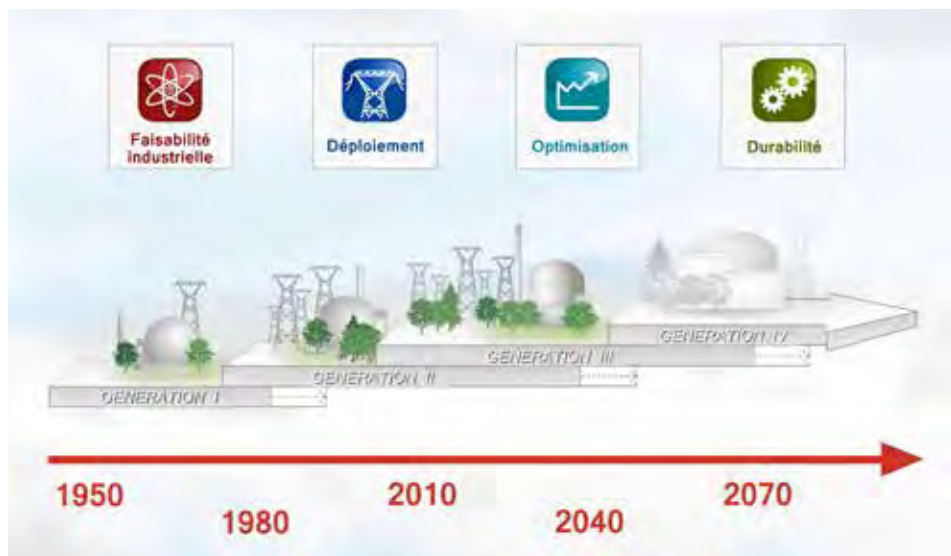 Faisabilité
industrielle
Déploiement
Optimisation
Durabilité
GENERATION I
GENERATION II
GENERATION III
GENERATION IV
1950
1980
2010
2040
2070